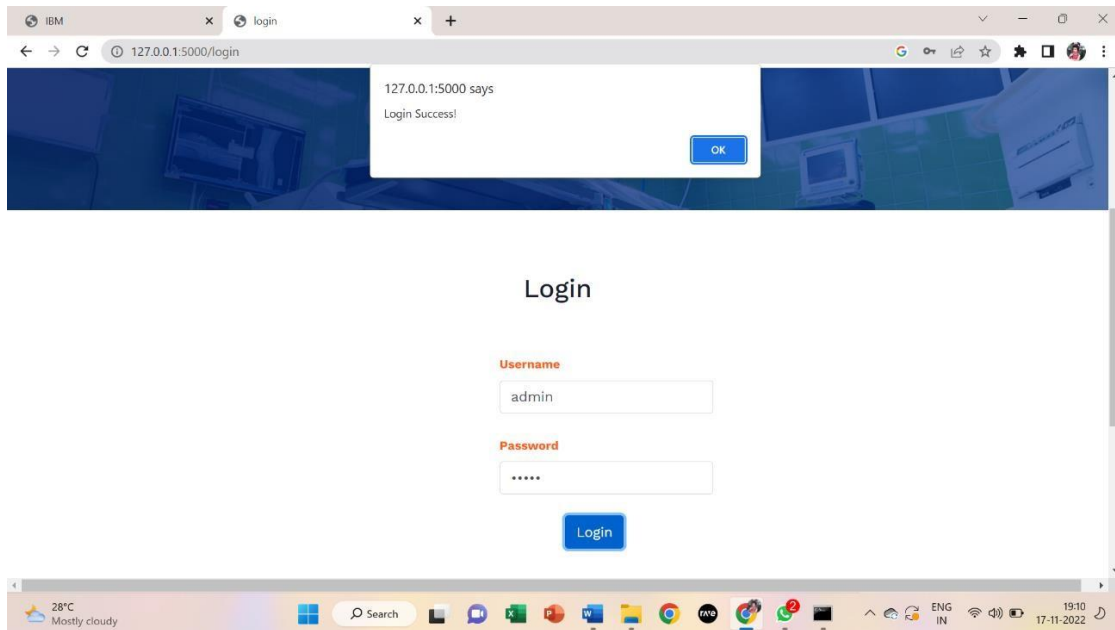 IBM
login
127.0.0.1:5000/login
127.0.0.1:5000 says
Login Success!
OK
Login
Username
admin
Password
•••••
Login
28°C
Mostly cloudy
Search
ENG
IN
19:10
17-11-2022
2